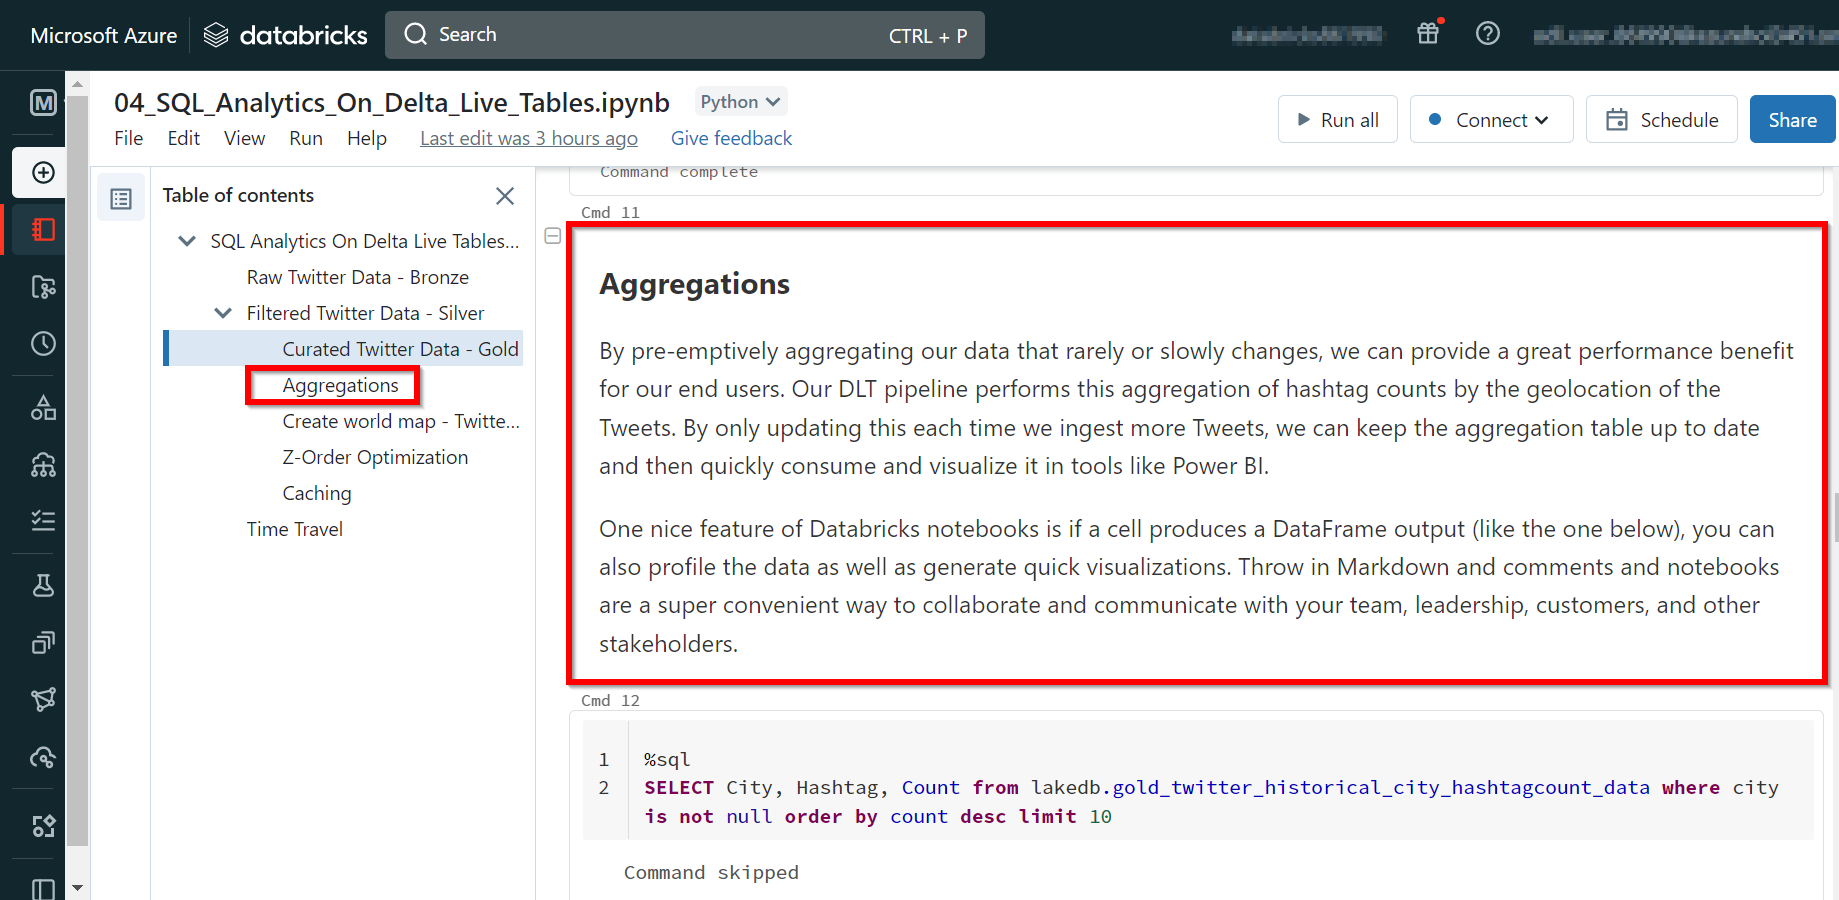 Microsoft Azure
databricks
Search
CTRL + P
M
04_SQL_Analytics_On_Delta_Live_Tables.ipynb
Python
File Edit View Run Help Last edit was 3 hours ago Give feedback
Run all
Connect
Schedule
Share
Table of contents
SQL Analytics On Delta Live Tables...
Raw Twitter Data - Bronze
Filtered Twitter Data - Silver
Curated Twitter Data - Gold
Aggregations
Create world map - Twitte...
Z-Order Optimization
Caching
Time Travel
Command complete
Cmd 11
Aggregations
By pre-emptively aggregating our data that rarely or slowly changes, we can provide a great performance benefit
for our end users. Our DLT pipeline performs this aggregation of hashtag counts by the geolocation of the
Tweets. By only updating this each time we ingest more Tweets, we can keep the aggregation table up to date
and then quickly consume and visualize it in tools like Power BI.
One nice feature of Databricks notebooks is if a cell produces a DataFrame output (like the one below), you can
also profile the data as well as generate quick visualizations. Throw in Markdown and comments and notebooks
are a super convenient way to collaborate and communicate with your team, leadership, customers, and other
stakeholders.
Cmd 12
1 %sql
2 SELECT City, Hashtag, Count from lakedb.gold_twitter_historical_city_hashtagcount_data where city
is not null order by count desc limit 10
Command skipped